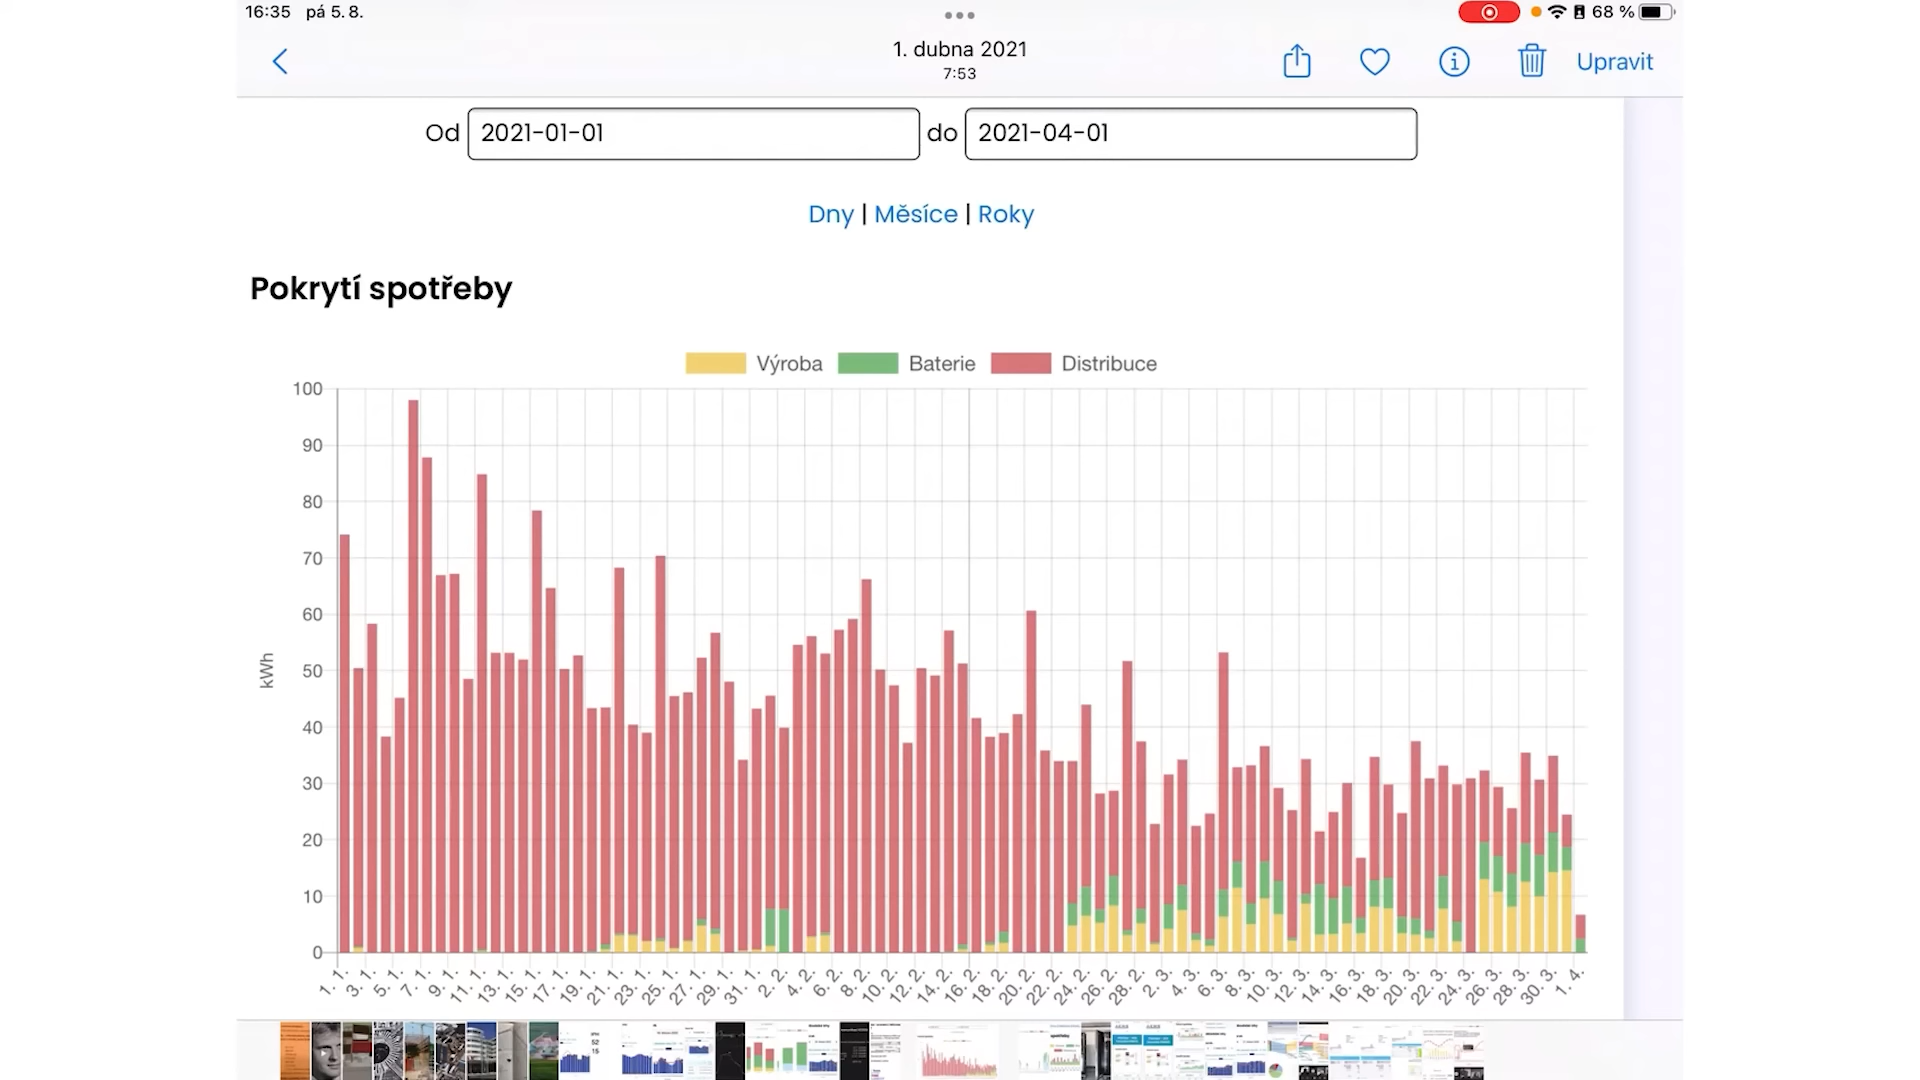 16:35 pá 5. 8.
68 %
1. dubna 2021
7:53
Upravit
Od 2021-01-01 do 2021-04-01
Dny | Měsíce | Roky
Pokrytí spotřeby
Výroba Baterie Distribuce
100
90
80
70
60
50
40
30
20
10
0
kWh
1. 1. 3. 1. 5. 1. 7. 1. 9. 1. 11. 1. 13. 1. 15. 1. 17. 1. 19. 1. 21. 1. 23. 1. 25. 1. 27. 1. 29. 1. 31. 1. 2. 2. 4. 2. 6. 2. 8. 2. 10. 2. 12. 2. 14. 2. 16. 2. 18. 2. 20. 2. 22. 2. 24. 2. 26. 2. 28. 2. 2. 3. 4. 3. 6. 3. 8. 3. 10. 3. 12. 3. 14. 3. 16. 3. 18. 3. 20. 3. 22. 3. 24. 3. 26. 3. 28. 3. 30. 3. 1. 4.